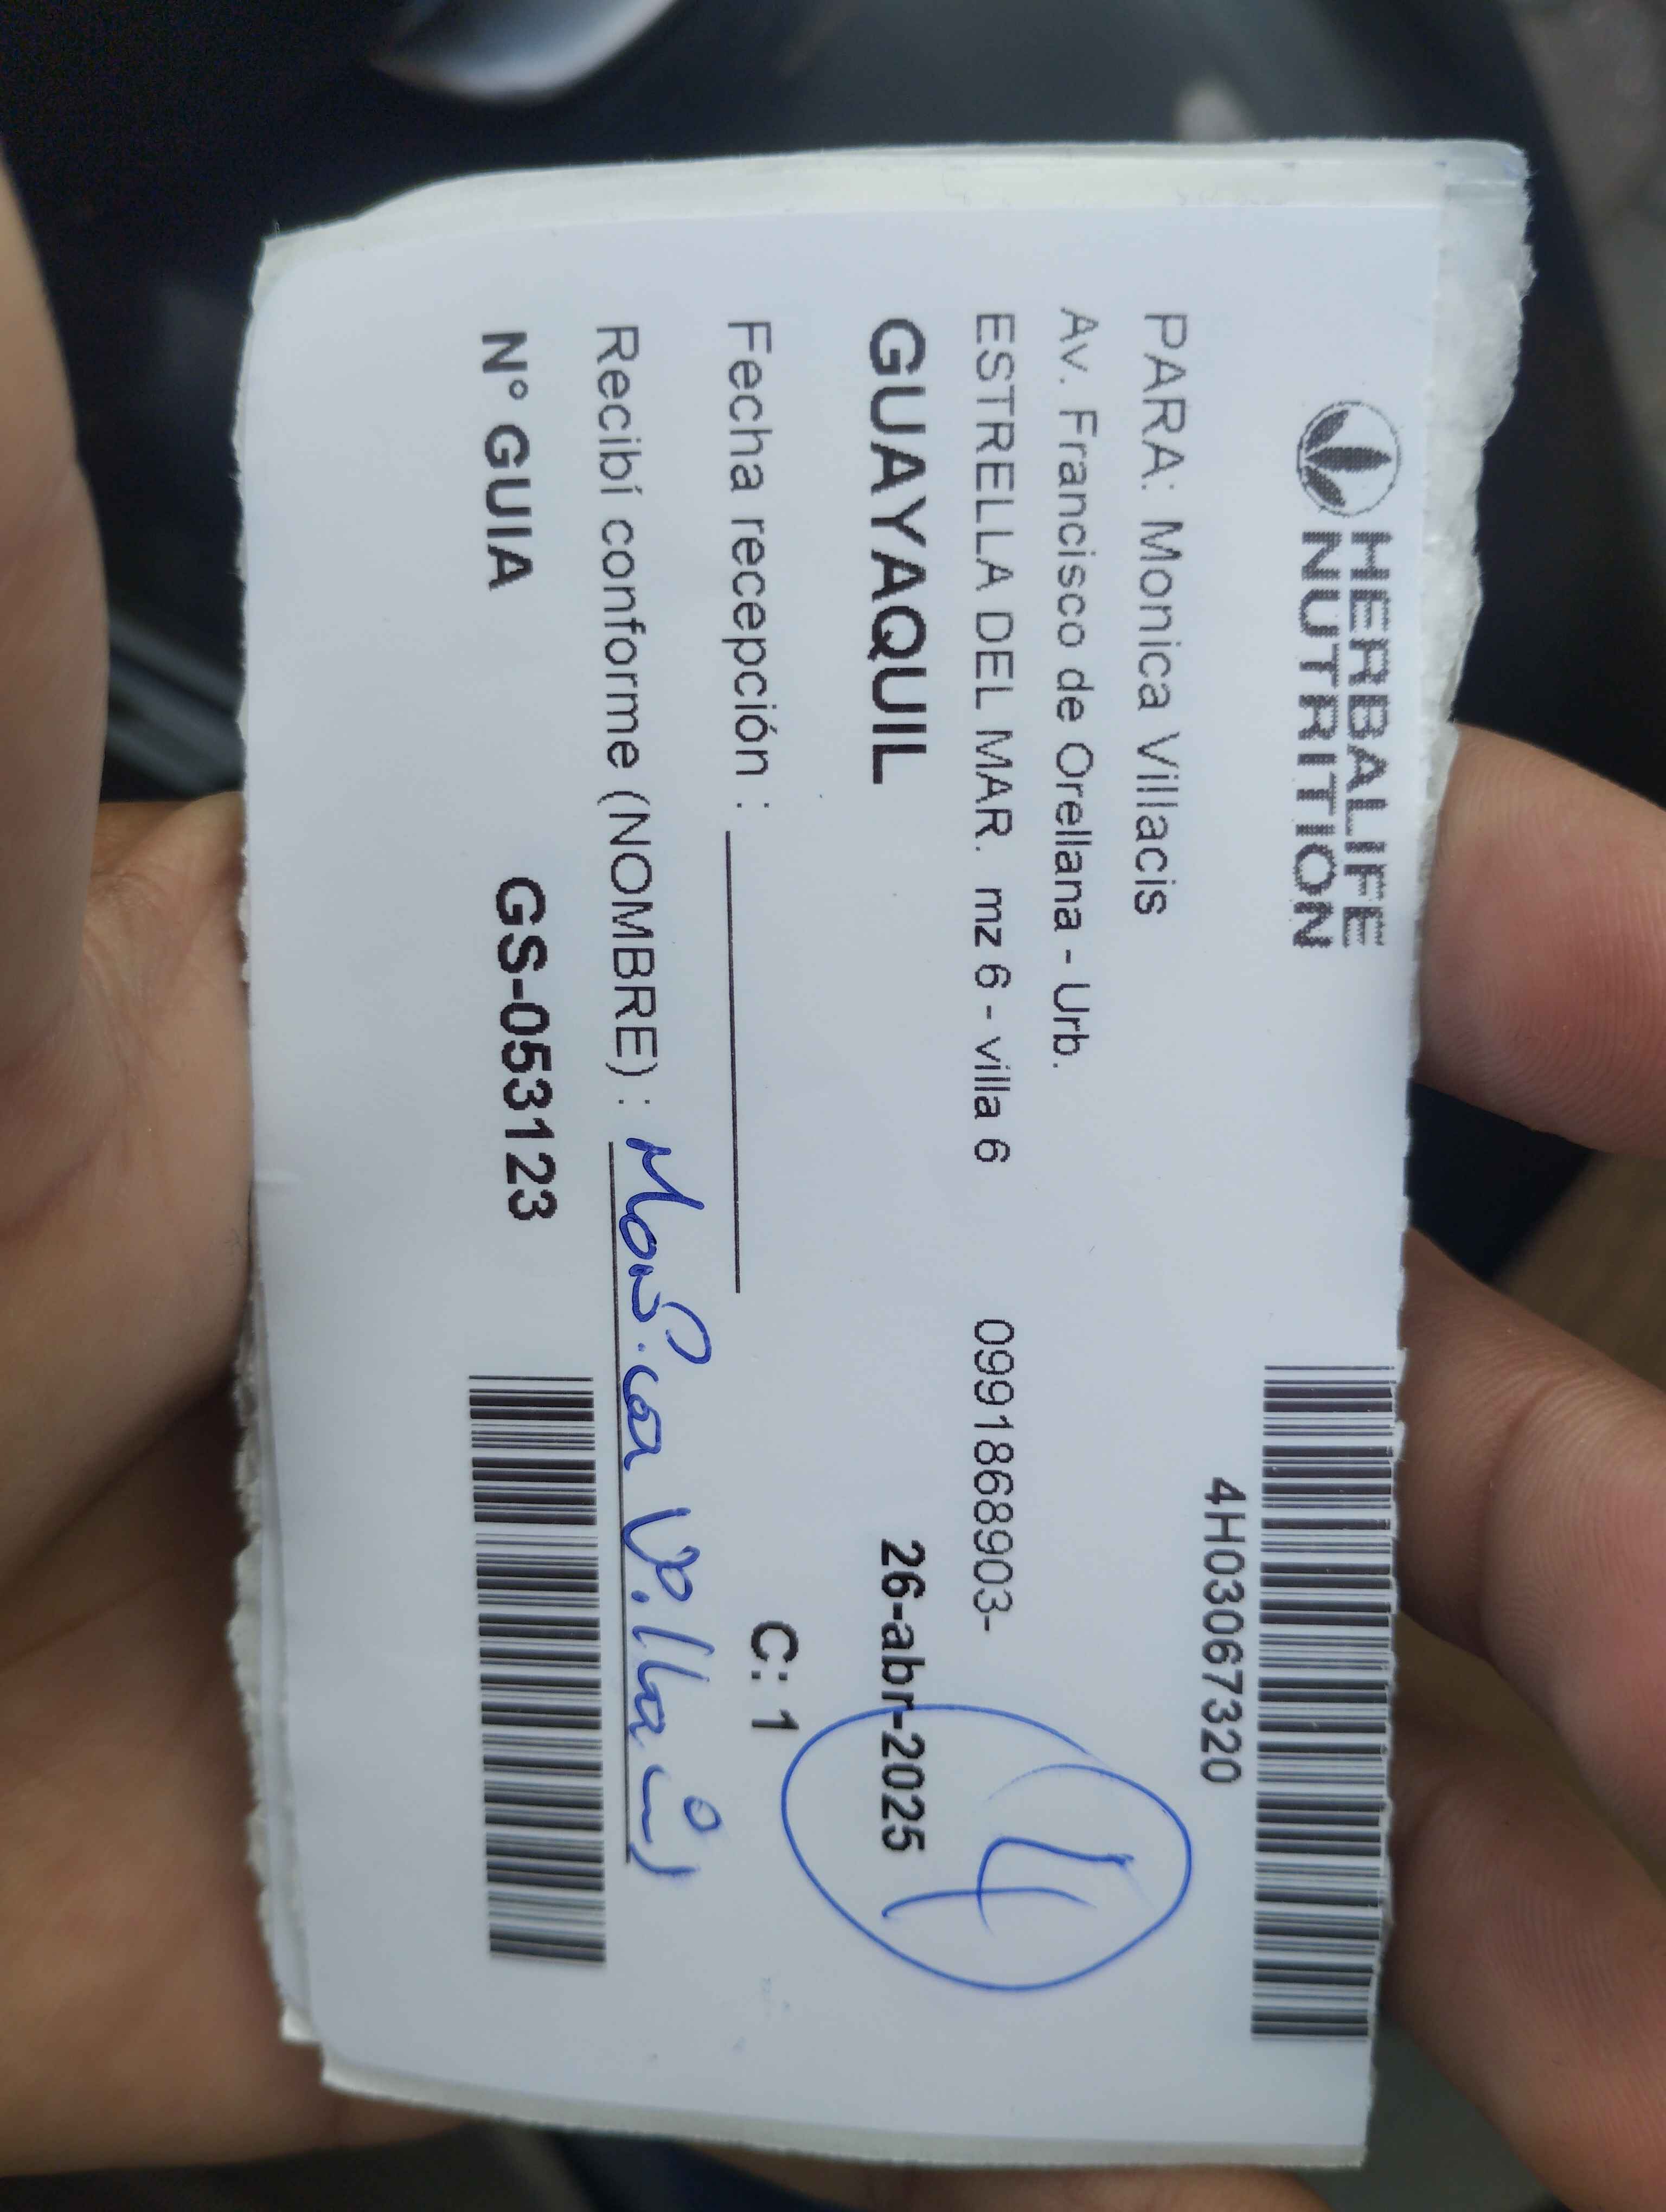 HERBALIFE
NUTRITION
4H03067320
PARA: Monica Villacis
Av. Francisco de Orellana - Urb.
ESTRELLA DEL MAR. mz 6 - villa 6 0991868903-
4
GUAYAQUIL 26-abr-2025
Fecha recepción : C: 1
Recibí conforme (NOMBRE) : Monica Villacis
N° GUIA GS-053123